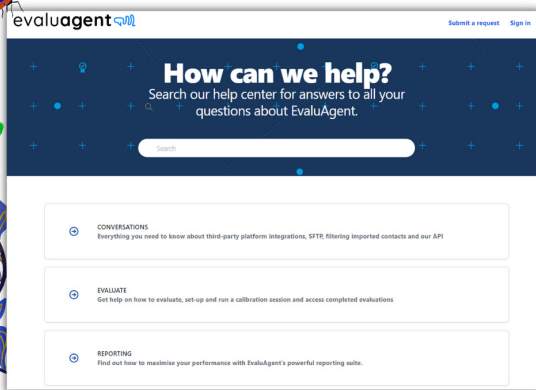 evaluagent
Submit a request Sign in
How can we help?
Search our help center for answers to all your
questions about EvaluAgent.
Search
CONVERSATIONS
Everything you need to know about third-party platform integrations, SFTP, filtering imported contacts and our API
EVALUATE
Get help on how to evaluate, set-up and run a calibration session and access completed evaluations
REPORTING
Find out how to maximise your performance with EvaluAgent's powerful reporting suite.